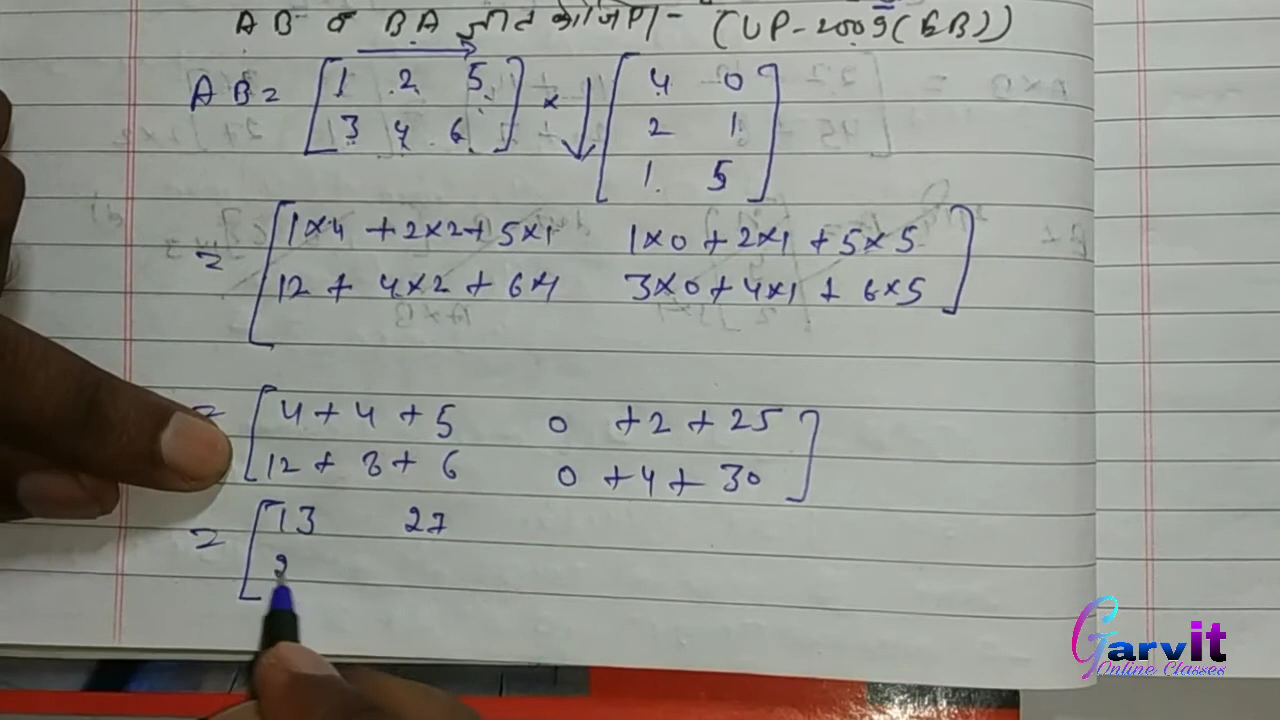 AB व BA ज्ञात कीजिए - (UP-2009(EB))
AB = [1 2 5 × [4 0
3 4 6] 2 1
1 5]
= [1×4 + 2×2 + 5×1 1×0 + 2×1 + 5×5
12 + 4×2 + 6×1 3×0 + 4×1 + 6×5]
= [4 + 4 + 5 0 + 2 + 25
12 + 8 + 6 0 + 4 + 30]
= [13 27
2
Garvit
Online Classes